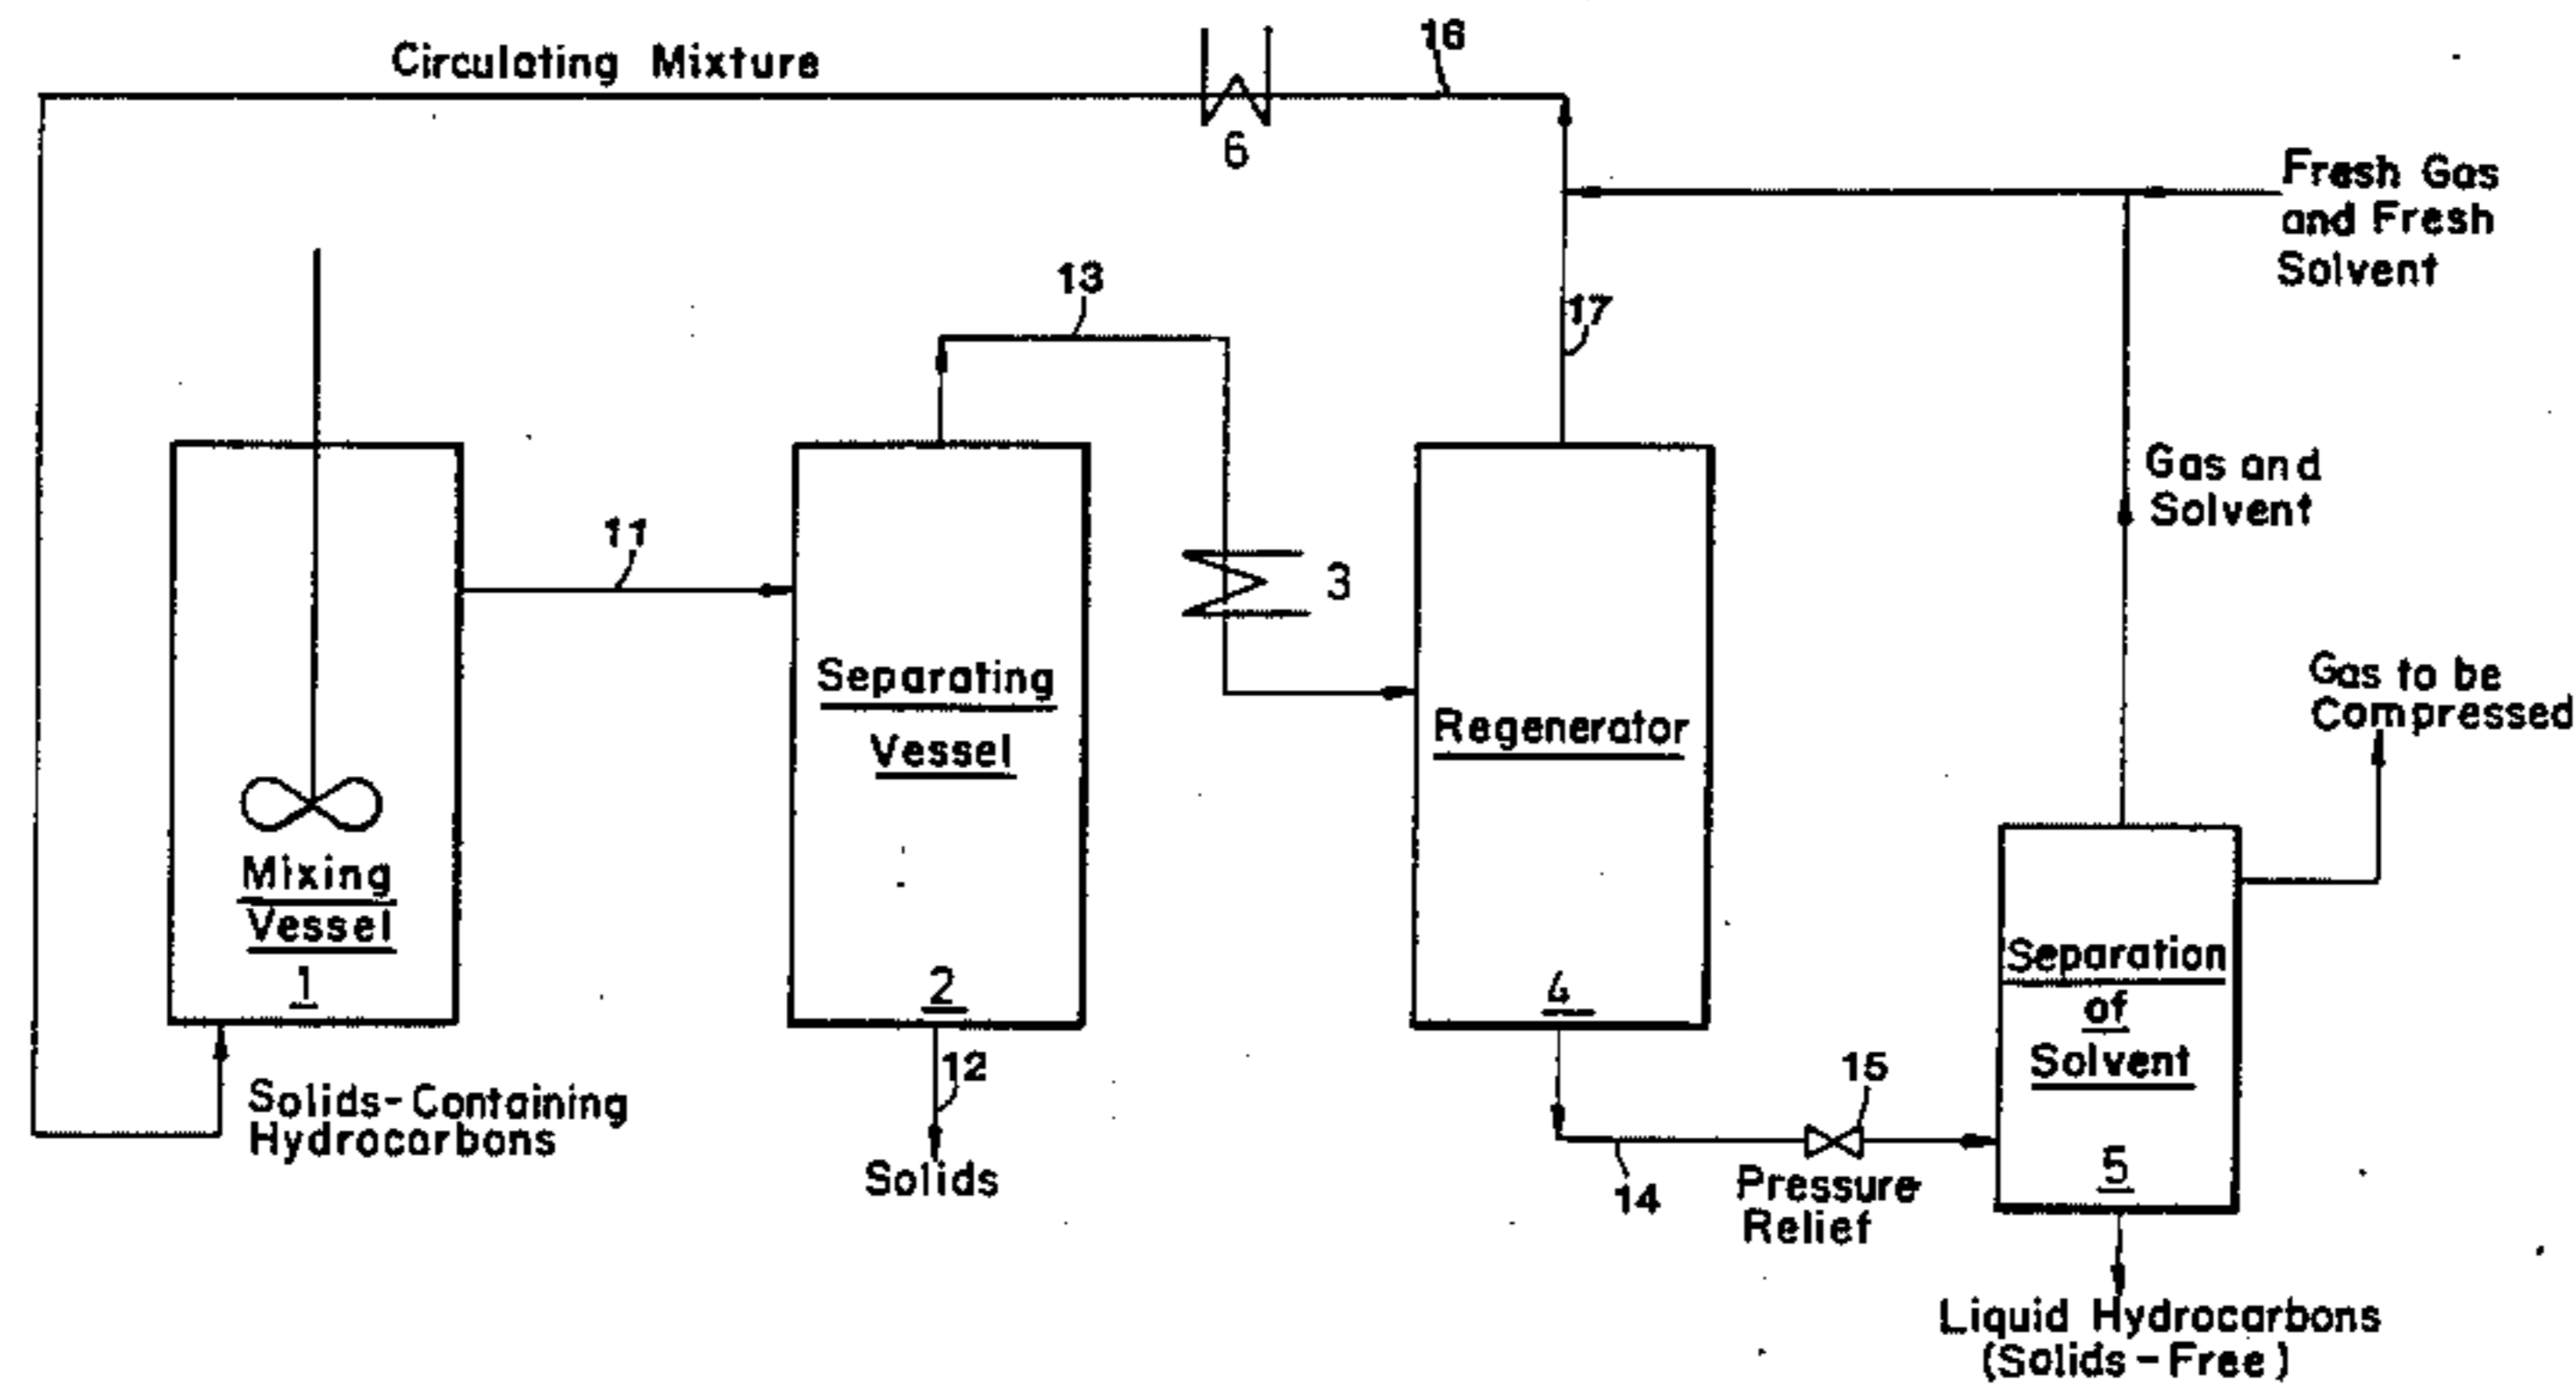 Circulating Mixture
16
6
Fresh Gas
and Fresh
Solvent
13
17
11
Gas and
Solvent
3
Separating
Vessel
Regenerator
Gas to be
Compressed
Mixing
Vessel
1
2
4
Separation
of
Solvent
5
Solids-Containing
Hydrocarbons
12
Solids
15
14
Pressure
Relief
Liquid Hydrocarbons
(Solids-Free)